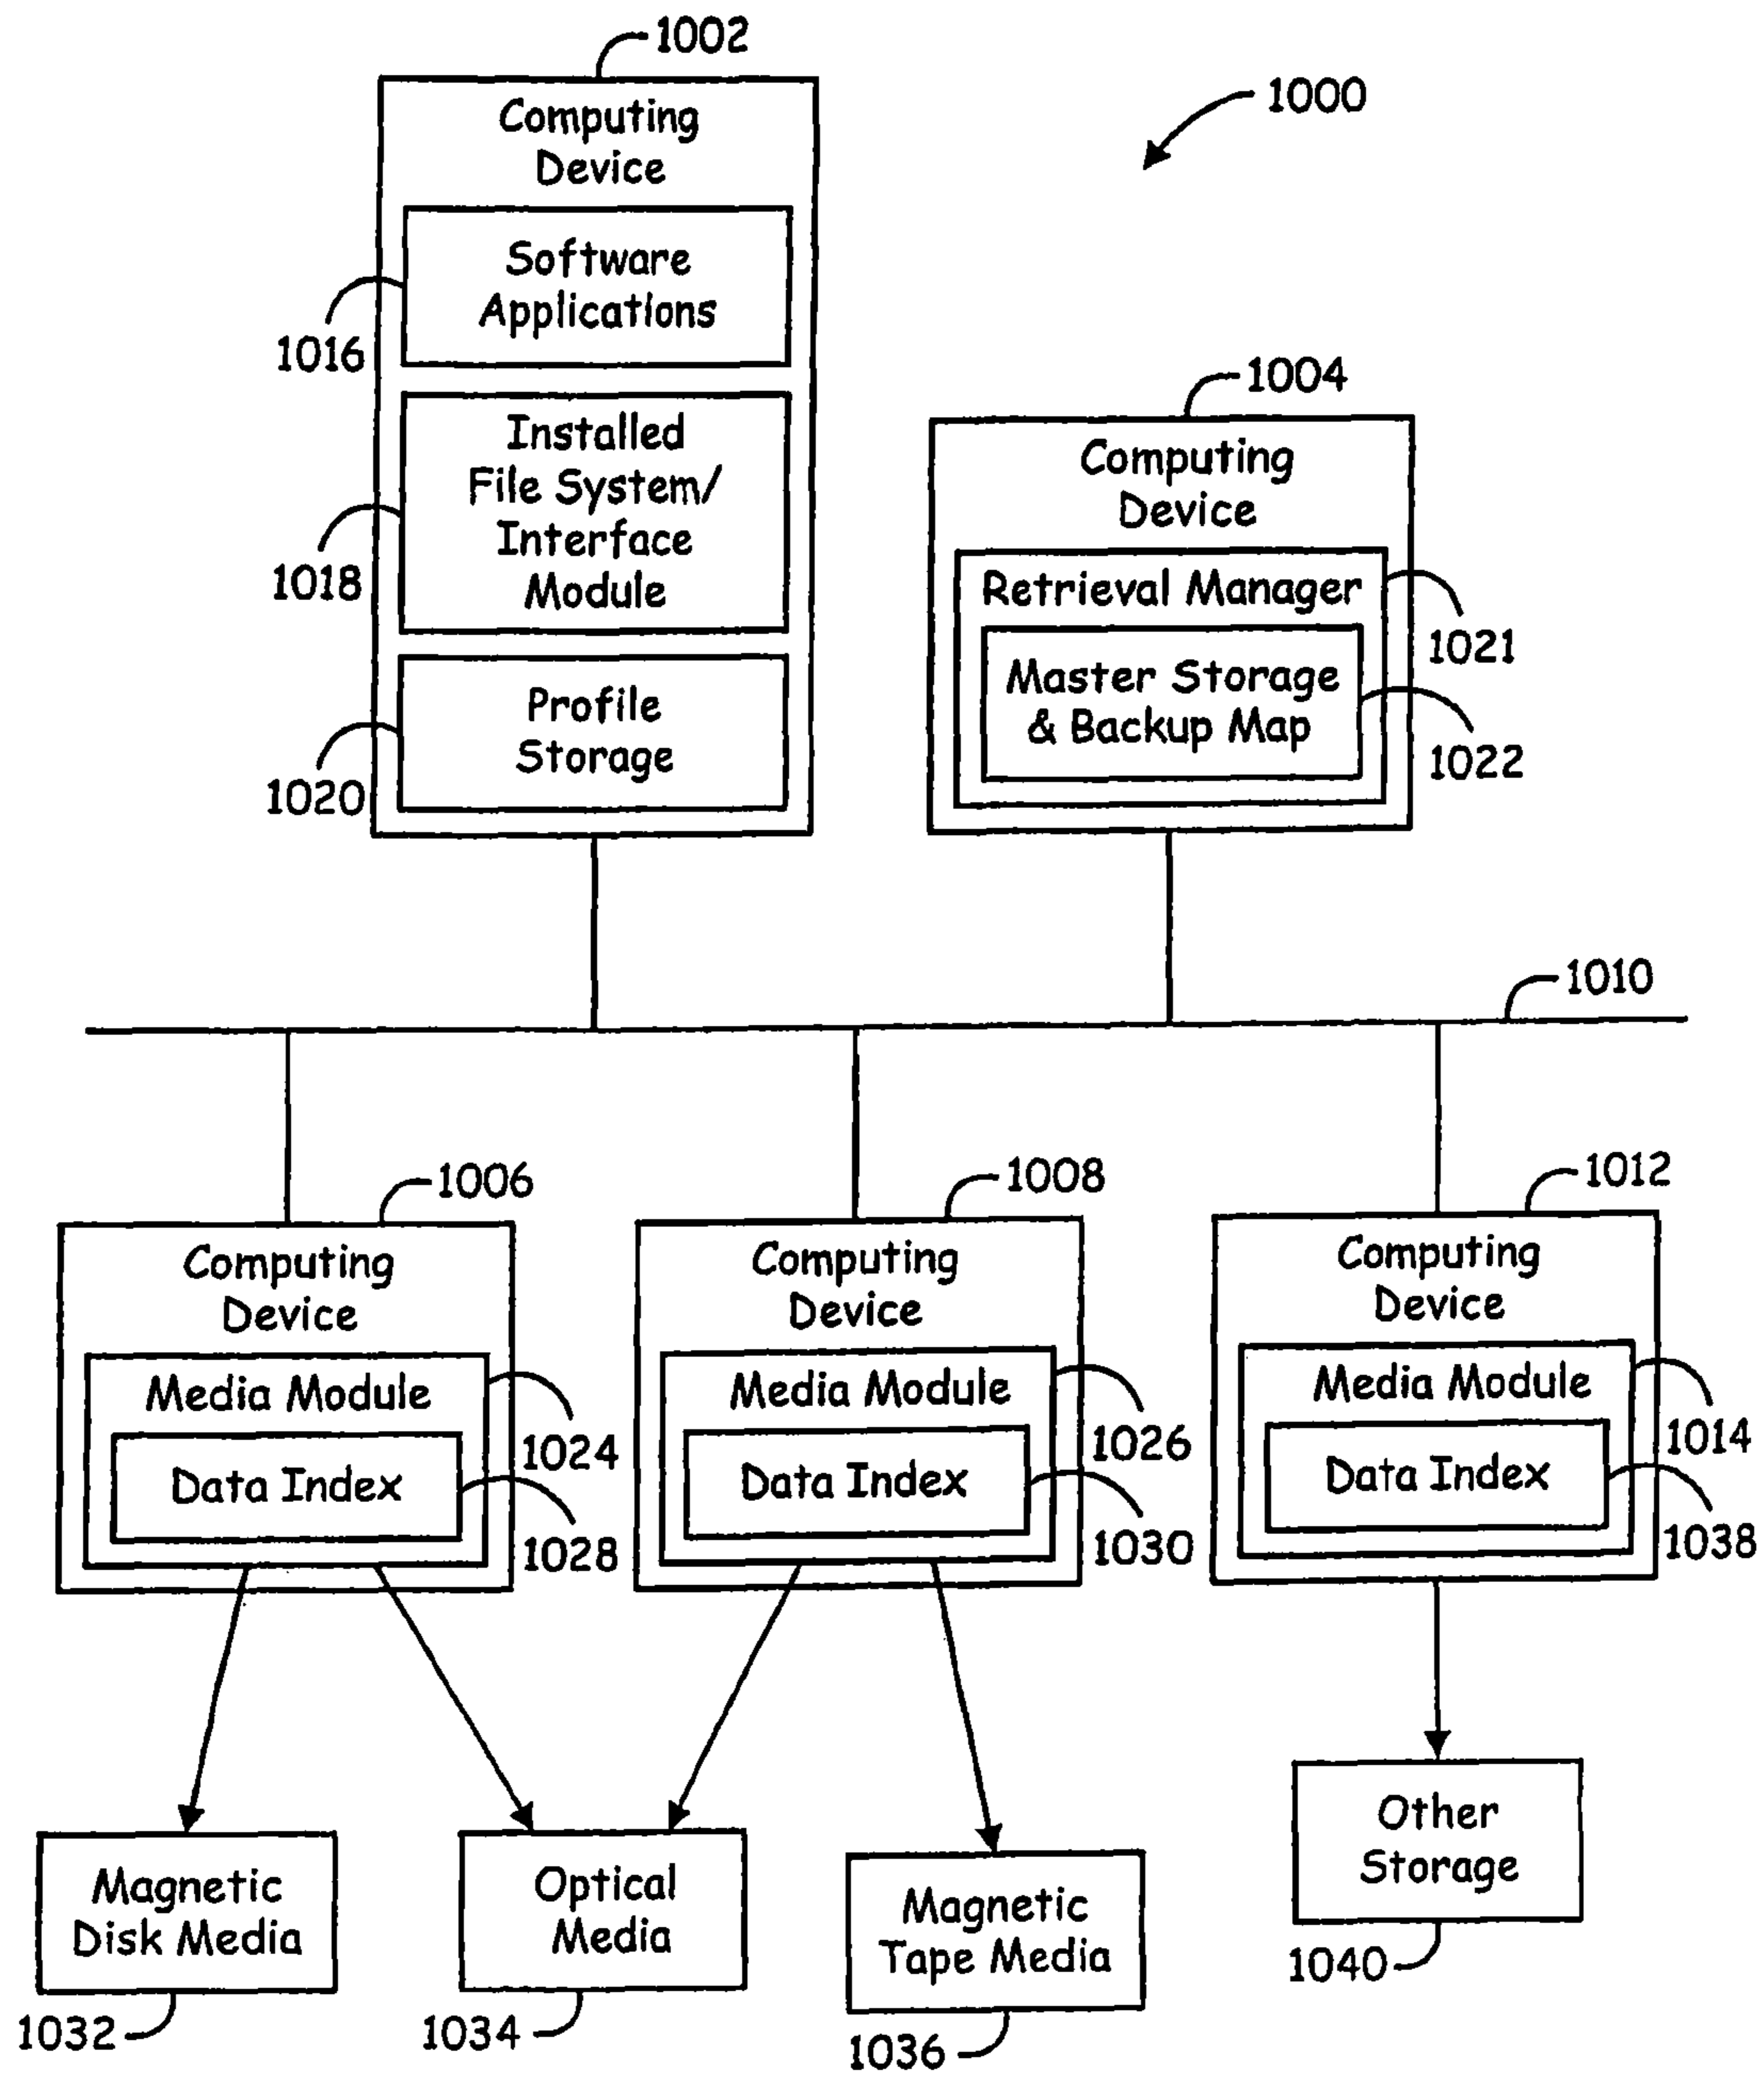 1002
1000
Computing
Device
Software
Applications
1016
Installed
File System/
Interface
Module
1018
Profile
Storage
1020
1004
Computing
Device
Retrieval Manager
1021
Master Storage
& Backup Map
1022
1010
1006
Computing
Device
Media Module
1024
Data Index
1028
1008
Computing
Device
Media Module
1026
Data Index
1030
1012
Computing
Device
Media Module
1014
Data Index
1038
Magnetic
Disk Media
1032
Optical
Media
1034
Magnetic
Tape Media
1036
Other
Storage
1040